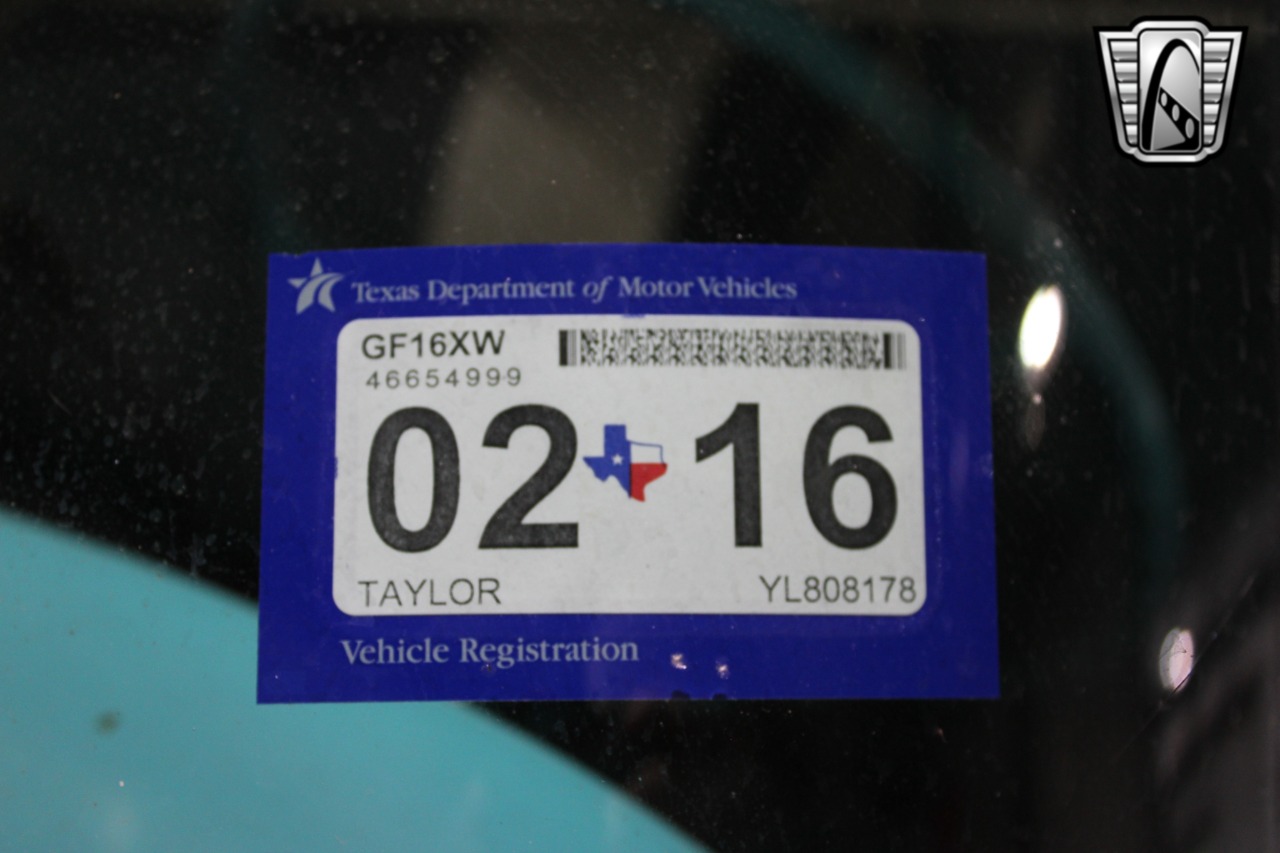 Texas Department of Motor Vehicles
GF16XW
46654999
02 16
TAYLOR YL808178
Vehicle Registration